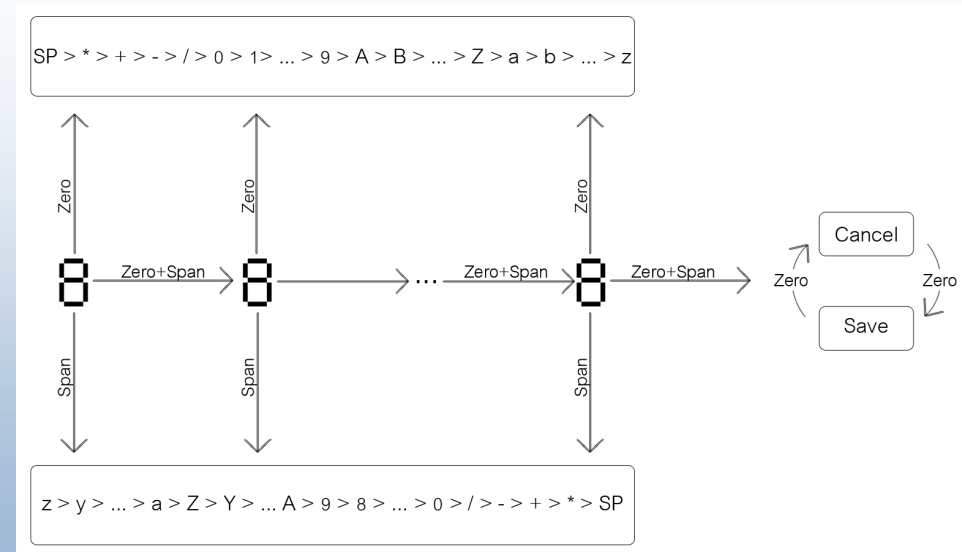 SP > * > + > - > / > 0 > 1> ... > 9 > A > B > ... > Z > a > b > ... > z
Zero
Zero
Zero
Cancel
Zero+Span
Zero+Span
Zero+Span
Zero
Zero
...
Save
Span
Span
Span
z > y > ... > a > Z > Y > ... A > 9 > 8 > ... > 0 > / > - > + > * > SP